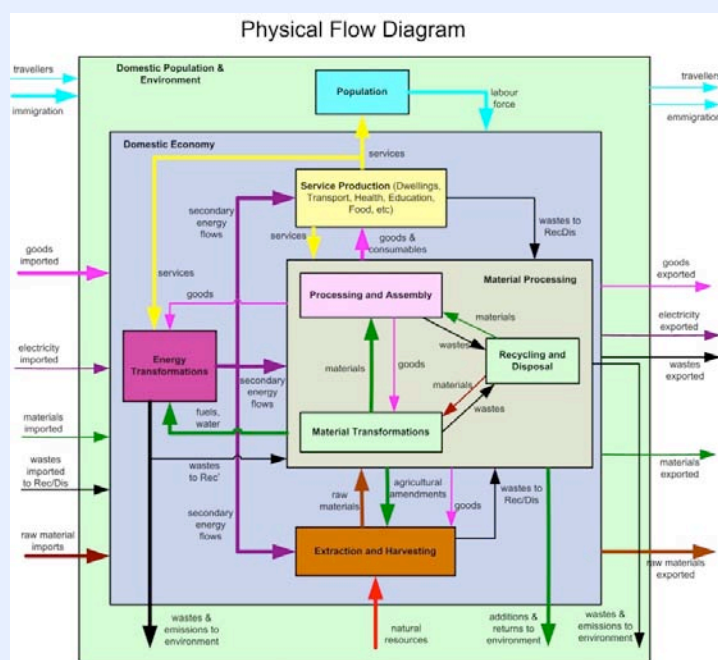 Physical Flow Diagram
Domestic Population &
Environment
travellers
immigration
Population
labour
force
travellers
emmigration
Domestic Economy
services
secondary
energy
flows
Service Production (Dwellings,
Transport, Health, Education,
Food, etc)
wastes to
RecDis
services
goods &
consumables
goods
imported
services
goods
Material Processing
Processing and Assembly
goods
exported
electricity
imported
Energy
Transformations
secondary
energy
flows
materials
wastes
materials
goods
materials
wastes
Recycling and
Disposal
electricity
exported
wastes
exported
materials
imported
fuels,
water
Material Transformations
materials
exported
wastes
imported
to Rec/Dis
wastes to Rec'
secondary
energy
flows
raw
materials
agricultural
amendments
goods
wastes to
Rec/Dis
raw material
imports
Extraction and Harvesting
raw materials
exported
wastes &
emissions to
environment
natural
resources
additions &
returns to
environment
wastes &
emissions to
environment